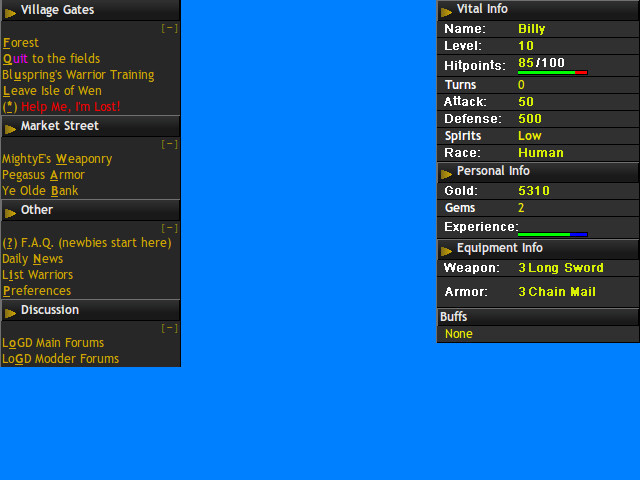 Village Gates
[-]
Forest
Quit to the fields
Bluspring's Warrior Training
Leave Isle of Wen
(*) Help Me, I'm Lost!
Market Street
[-]
MightyE's Weaponry
Pegasus Armor
Ye Olde Bank
Other
[-]
(?) F.A.Q. (newbies start here)
Daily News
List Warriors
Preferences
Discussion
[-]
LoGD Main Forums
LoGD Modder Forums
Vital Info
Name: Billy
Level: 10
Hitpoints: 85/100
Turns 0
Attack: 50
Defense: 500
Spirits Low
Race: Human
Personal Info
Gold: 5310
Gems 2
Experience:
Equipment Info
Weapon: 3 Long Sword
Armor: 3 Chain Mail
Buffs
None